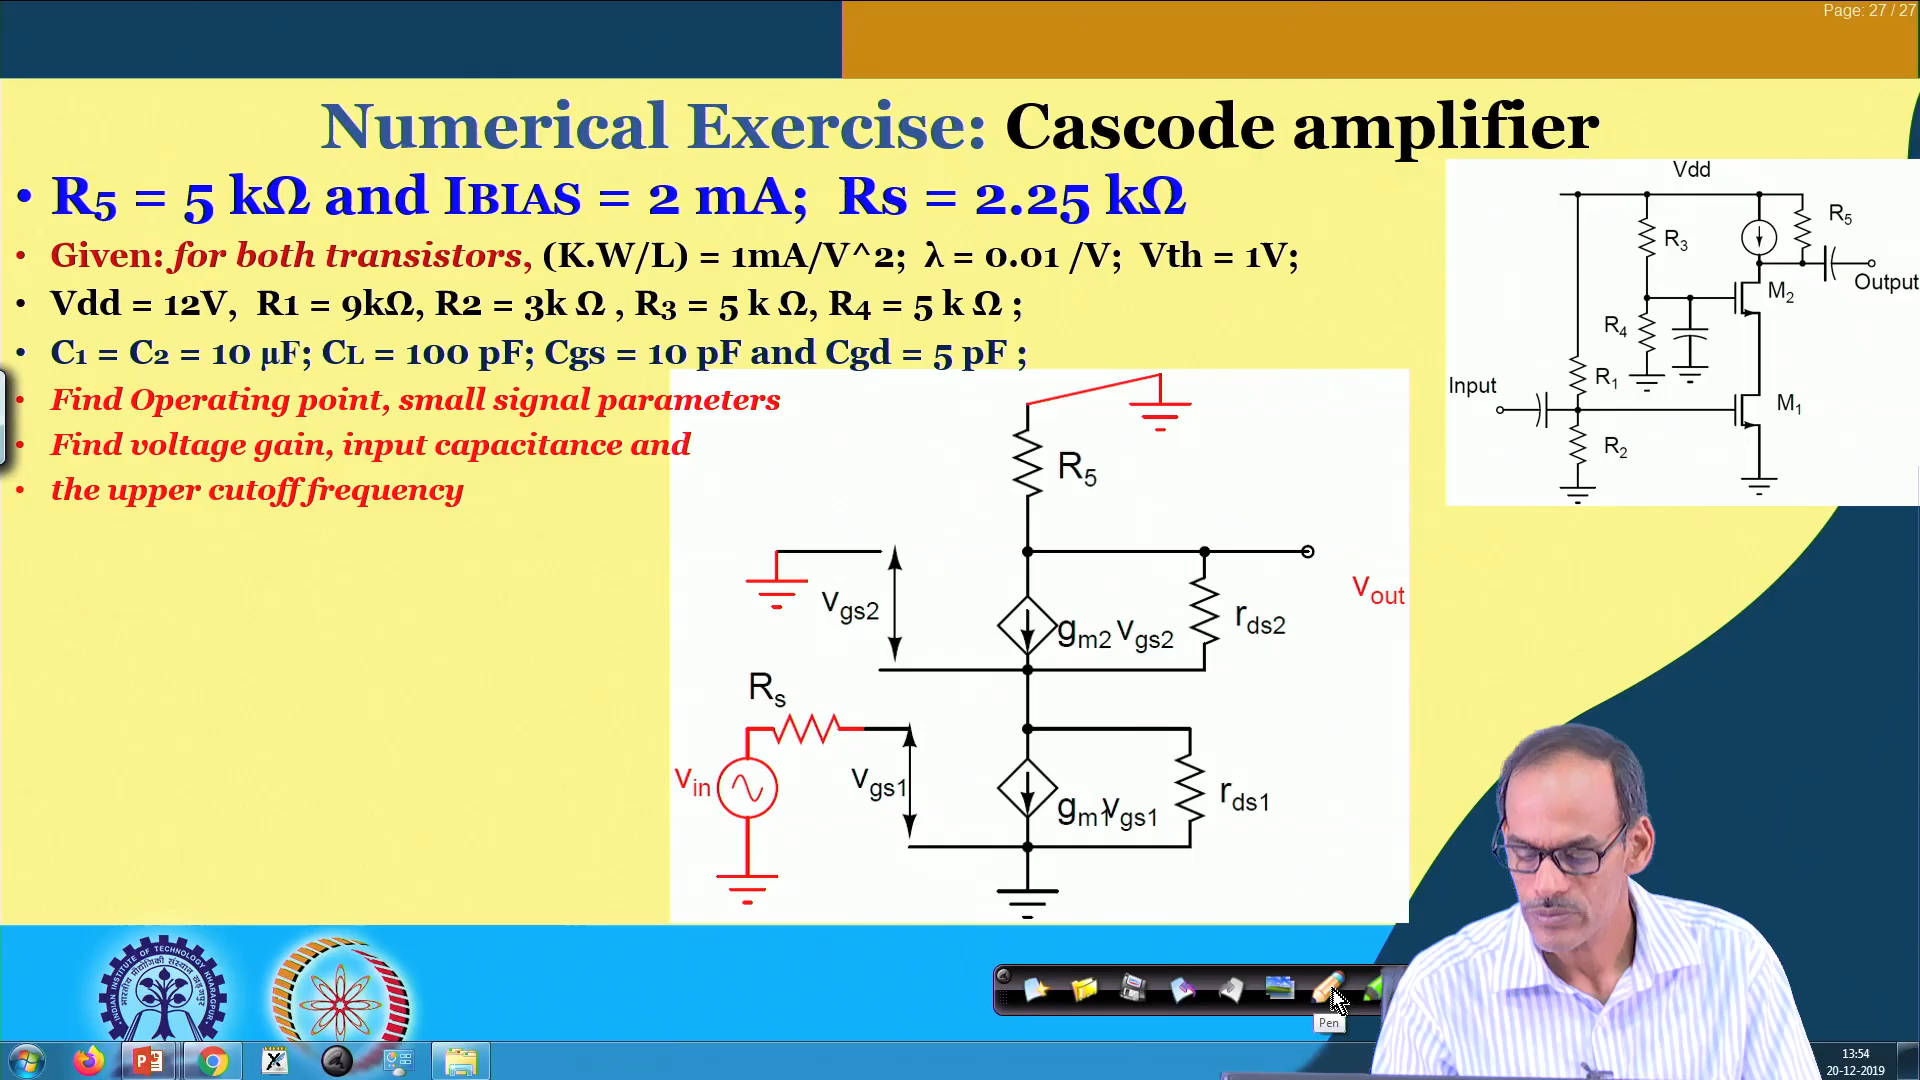 Page: 27 / 27
Numerical Exercise: Cascode amplifier
• R5 = 5 kΩ and IBIAS = 2 mA; Rs = 2.25 kΩ
• Given: for both transistors, (K.W/L) = 1mA/V^2; λ = 0.01 /V; Vth = 1V;
• Vdd = 12V, R1 = 9kΩ, R2 = 3k Ω , R3 = 5 k Ω, R4 = 5 k Ω ;
• C1 = C2 = 10 μF; CL = 100 pF; Cgs = 10 pF and Cgd = 5 pF ;
• Find Operating point, small signal parameters
• Find voltage gain, input capacitance and
• the upper cutoff frequency
Vdd
R5
R3
Output
M2
R4
Input
R1
M1
R2
R5
vout
vgs2
gm2 vgs2
rds2
Rs
vin
vgs1
gm1vgs1
rds1
Pen
13:54
20-12-2019